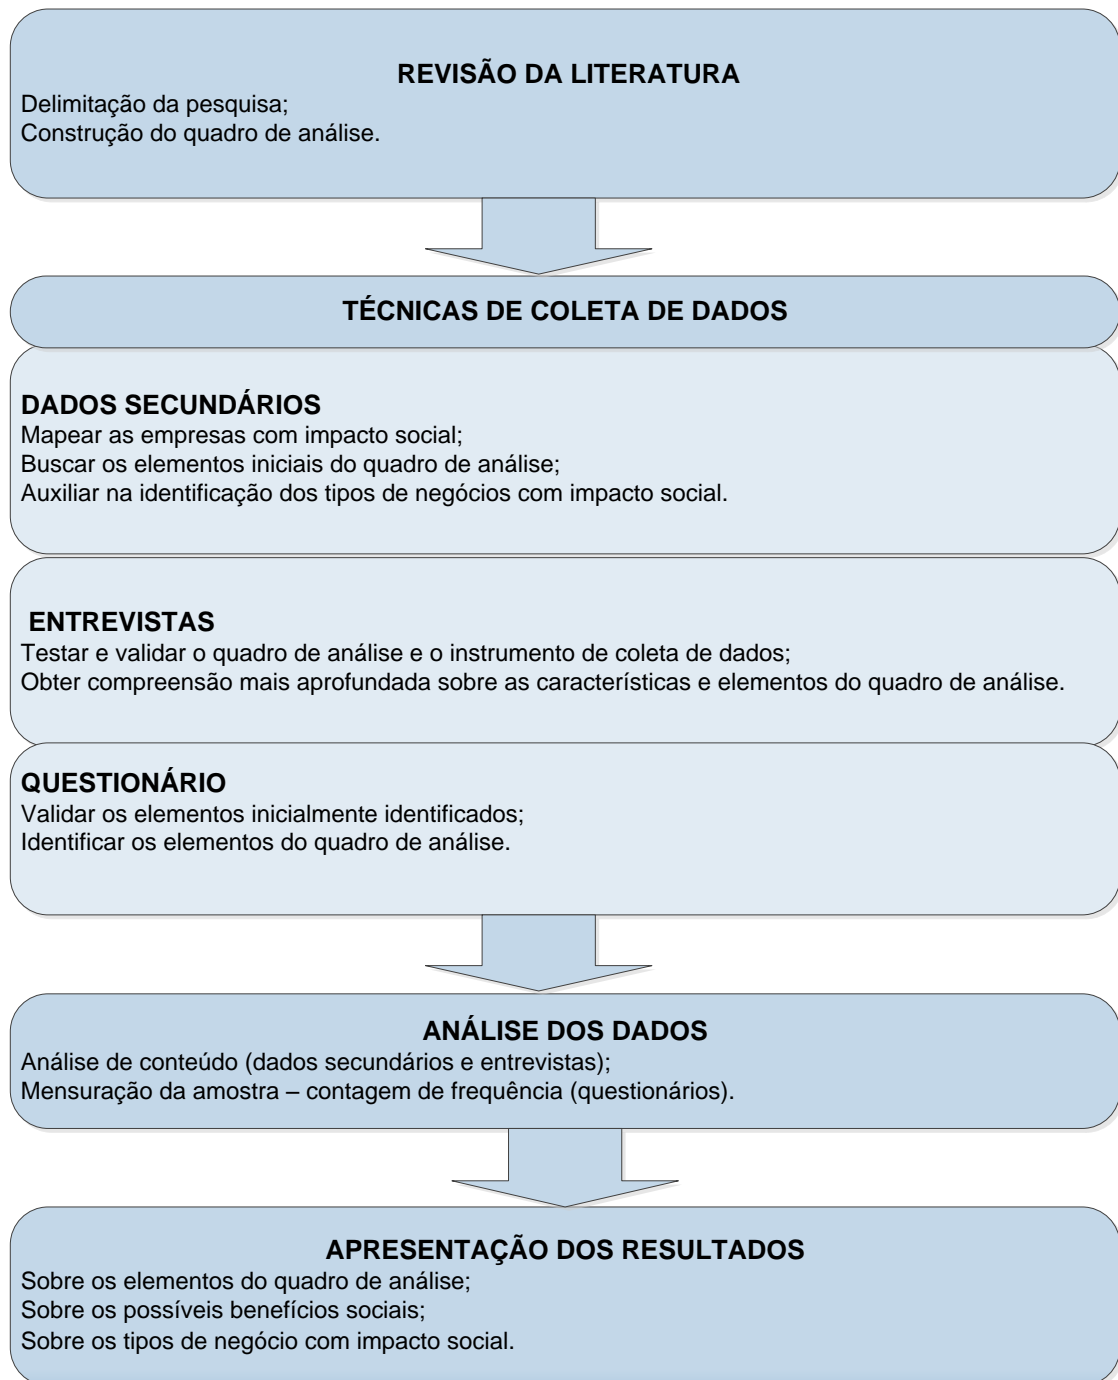 REVISÃO DA LITERATURA
Delimitação da pesquisa;
Construção do quadro de análise.
TÉCNICAS DE COLETA DE DADOS
DADOS SECUNDÁRIOS
Mapear as empresas com impacto social;
Buscar os elementos iniciais do quadro de análise;
Auxiliar na identificação dos tipos de negócios com impacto social.
ENTREVISTAS
Testar e validar o quadro de análise e o instrumento de coleta de dados;
Obter compreensão mais aprofundada sobre as características e elementos do quadro de análise.
QUESTIONÁRIO
Validar os elementos inicialmente identificados;
Identificar os elementos do quadro de análise.
ANÁLISE DOS DADOS
Análise de conteúdo (dados secundários e entrevistas);
Mensuração da amostra – contagem de frequência (questionários).
APRESENTAÇÃO DOS RESULTADOS
Sobre os elementos do quadro de análise;
Sobre os possíveis benefícios sociais;
Sobre os tipos de negócio com impacto social.